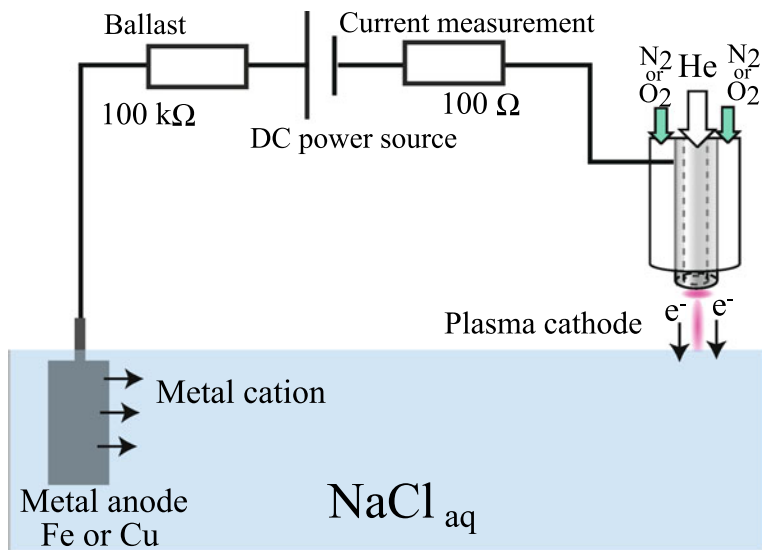 Ballast
100 kΩ
DC power source
Current measurement
100 Ω
N2
or
O2
He
N2
or
O2
Plasma cathode
e-
e-
Metal cation
Metal anode
Fe or Cu
NaCl aq